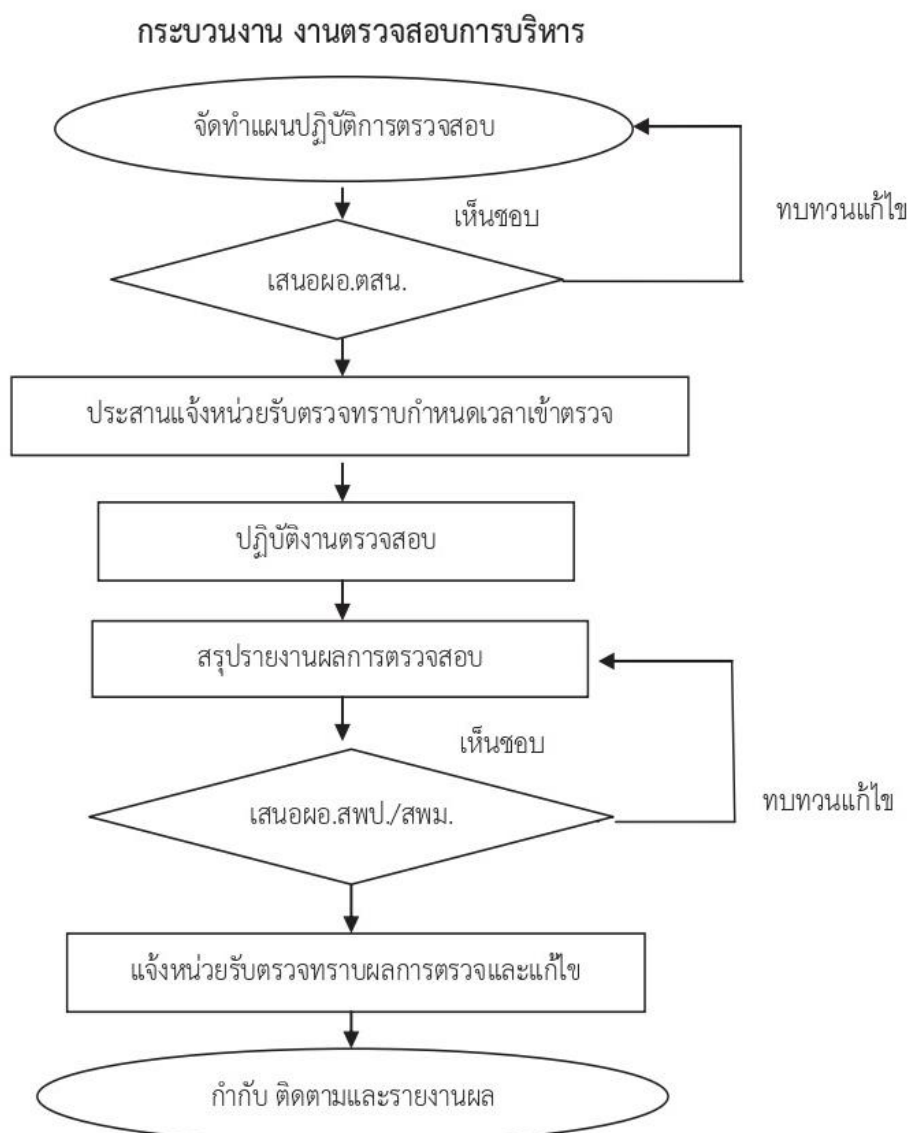 กระบวนงาน งานตรวจสอบการบริหาร
จัดทำแผนปฏิบัติการตรวจสอบ
เห็นชอบ
ทบทวนแก้ไข
เสนอผอ.ตสน.
ประสานแจ้งหน่วยรับตรวจทราบกำหนดเวลาเข้าตรวจ
ปฏิบัติงานตรวจสอบ
สรุปรายงานผลการตรวจสอบ
เห็นชอบ
ทบทวนแก้ไข
เสนอผอ.สพป./สพม.
แจ้งหน่วยรับตรวจทราบผลการตรวจและแก้ไข
กำกับ ติดตามและรายงานผล